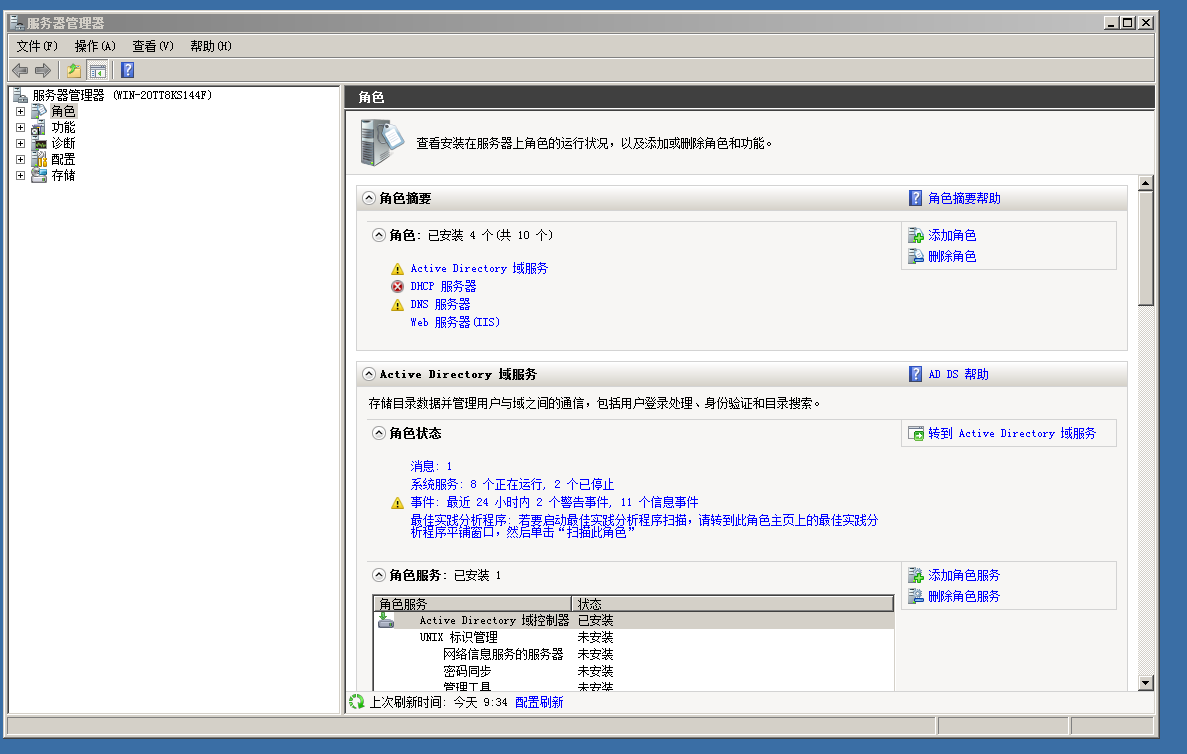 服务器管理器
文件(F) 操作(A) 查看(V) 帮助(H)
服务器管理器 (WIN-2OTT8KS144F)
角色
功能
诊断
配置
存储
角色
查看安装在服务器上角色的运行状况，以及添加或删除角色和功能。
角色摘要
角色摘要帮助
角色: 已安装 4 个(共 10 个)
添加角色
删除角色
Active Directory 域服务
DHCP 服务器
DNS 服务器
Web 服务器(IIS)
Active Directory 域服务
AD DS 帮助
存储目录数据并管理用户与域之间的通信，包括用户登录处理、身份验证和目录搜索。
角色状态
转到 Active Directory 域服务
消息: 1
系统服务: 8 个正在运行, 2 个已停止
事件: 最近 24 小时内 2 个警告事件, 11 个信息事件
最佳实践分析程序: 若要启动最佳实践分析程序扫描，请转到此角色主页上的最佳实践分
析程序平铺窗口，然后单击“扫描此角色”
角色服务: 已安装 1
添加角色服务
删除角色服务
角色服务 状态
Active Directory 域控制器 已安装
UNIX 标识管理 未安装
网络信息服务的服务器 未安装
密码同步 未安装
管理工具 未安装
上次刷新时间: 今天 9:34 配置刷新